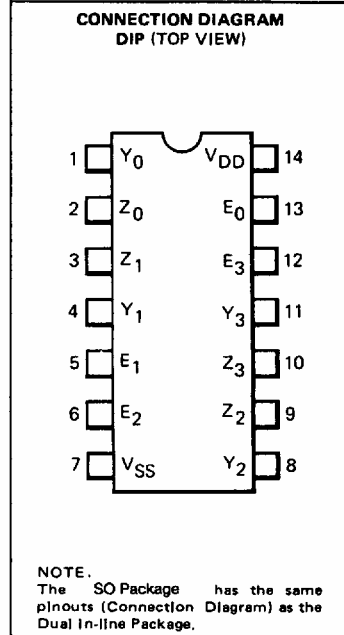 CONNECTION DIAGRAM
DIP (TOP VIEW)
1 Y0 VDD 14
2 Z0 E0 13
3 Z1 E3 12
4 Y1 Y3 11
5 E1 Z3 10
6 E2 Z2 9
7 VSS Y2 8
NOTE.
The SO Package has the same
pinouts (Connection Diagram) as the
Dual In-line Package.